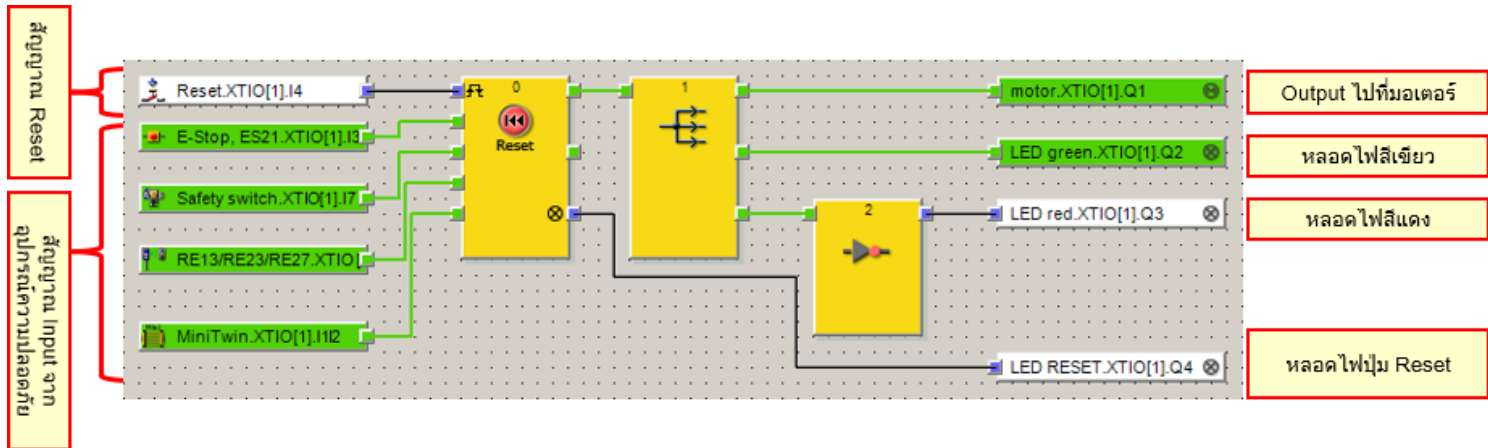 สัญญาณ Reset
สัญญาณ Input จาก
อุปกรณ์ความปลอดภัย
Reset.XTIO[1].I4
E-Stop, ES21.XTIO[1].I3
Safety switch.XTIO[1].I7
RE13/RE23/RE27.XTIO[
MiniTwin.XTIO[1].I1I2
0
Reset
1
2
motor.XTIO[1].Q1
LED green.XTIO[1].Q2
LED red.XTIO[1].Q3
LED RESET.XTIO[1].Q4
Output ไปที่มอเตอร์
หลอดไฟสีเขียว
หลอดไฟสีแดง
หลอดไฟปุ่ม Reset